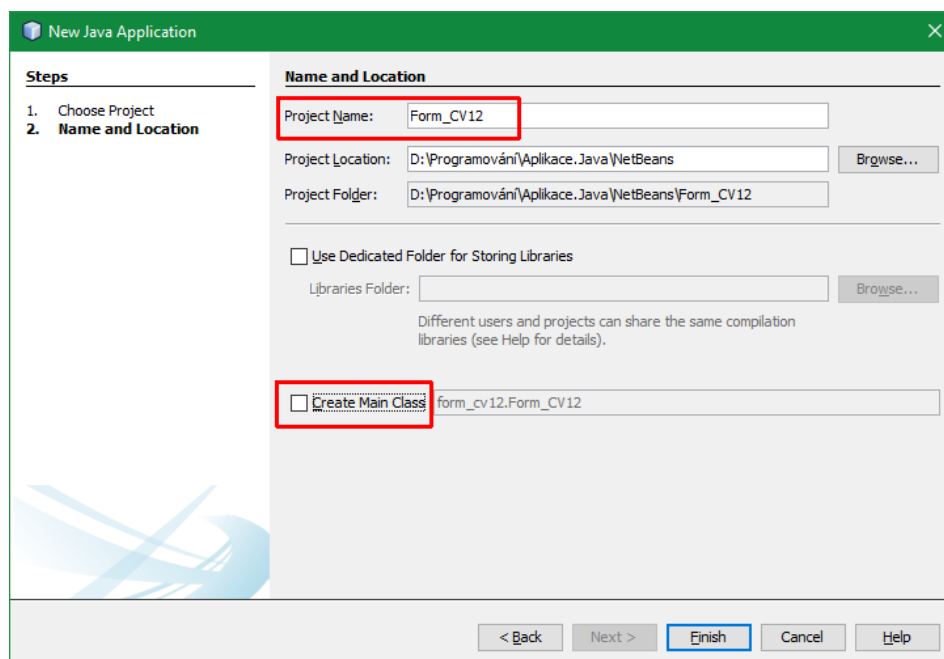 New Java Application
Steps
1. Choose Project
2. Name and Location
Name and Location
Project Name: Form_CV12
Project Location: D:\Programování\Aplikace.Java\NetBeans Browse...
Project Folder: D:\Programování\Aplikace.Java\NetBeans\Form_CV12
Use Dedicated Folder for Storing Libraries
Libraries Folder: Browse...
Different users and projects can share the same compilation
libraries (see Help for details).
Create Main Class form_cv12.Form_CV12
< Back Next > Finish Cancel Help